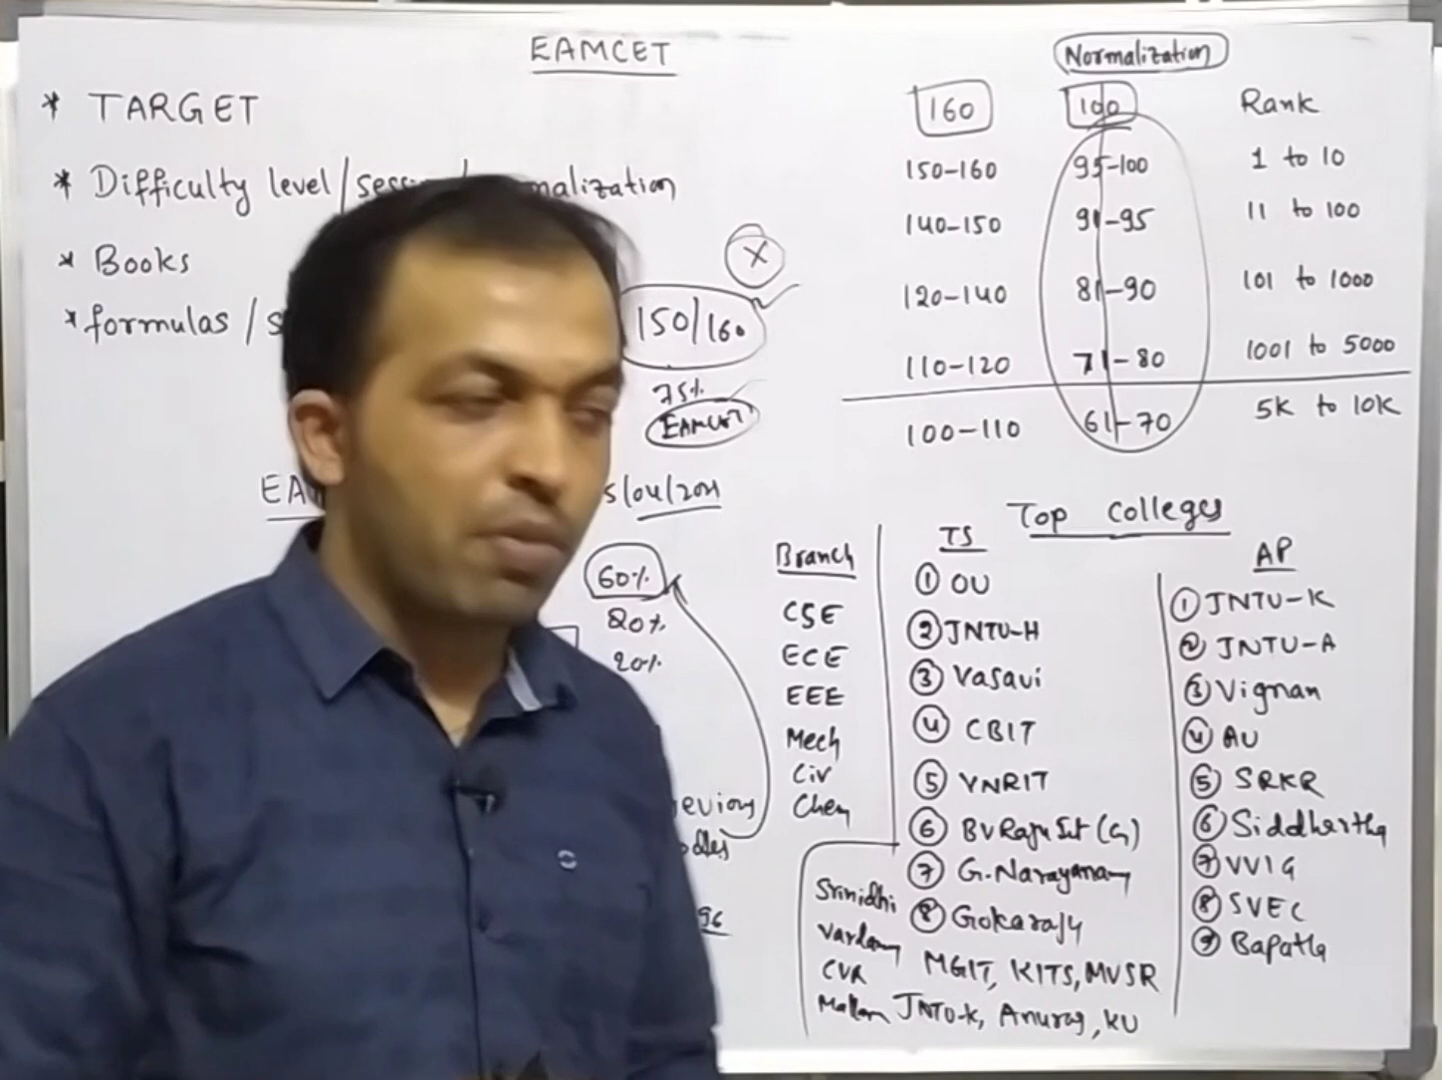 EAMCET
* TARGET
* Difficulty level/
* Books
* formulas /
X
150/160
75%
EAMCET
60%
80%
20%
Normalization
160 100 Rank
150-160 95-100 1 to 10
140-150 91-95 11 to 100
120-140 81-90 101 to 1000
110-120 71-80 1001 to 5000
100-110 61-70 5K to 10K
Branch
CSE
ECE
EEE
Mech
Civ
Chem
Top colleges
TS
① OU
② JNTU-H
③ Vasavi
④ CBIT
⑤ VNRIT
⑥ BVRaju Int (G)
⑦ G.Narayanam
⑧ Gokaraju
MGIT, KITS, MVSR
JNTU-K, Anurag, KU
Srinidhi
Vardam
CVR
Mallam
AP
① JNTU-K
② JNTU-A
③ Vignan
④ AU
⑤ SRKR
⑥ Siddhartha
⑦ VVIG
⑧ SVEC
⑨ Bapatla